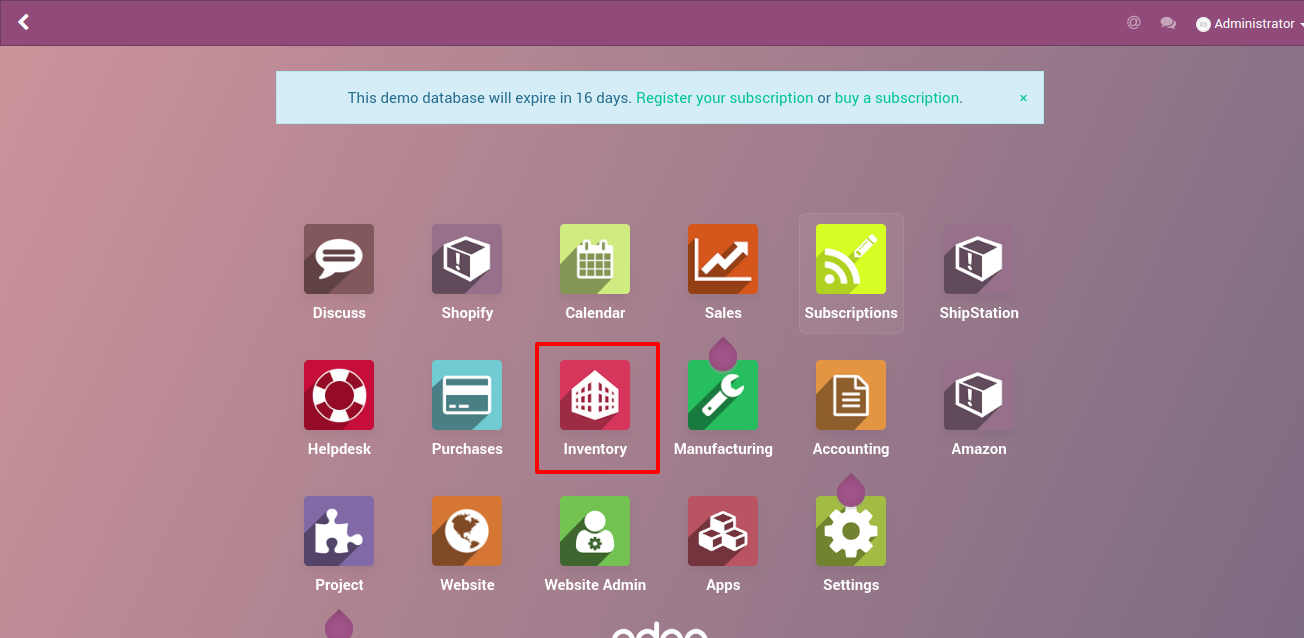 @ Administrator
This demo database will expire in 16 days. Register your subscription or buy a subscription. ×
Discuss Shopify Calendar Sales Subscriptions ShipStation
Helpdesk Purchases Inventory Manufacturing Accounting Amazon
Project Website Website Admin Apps Settings
odoo